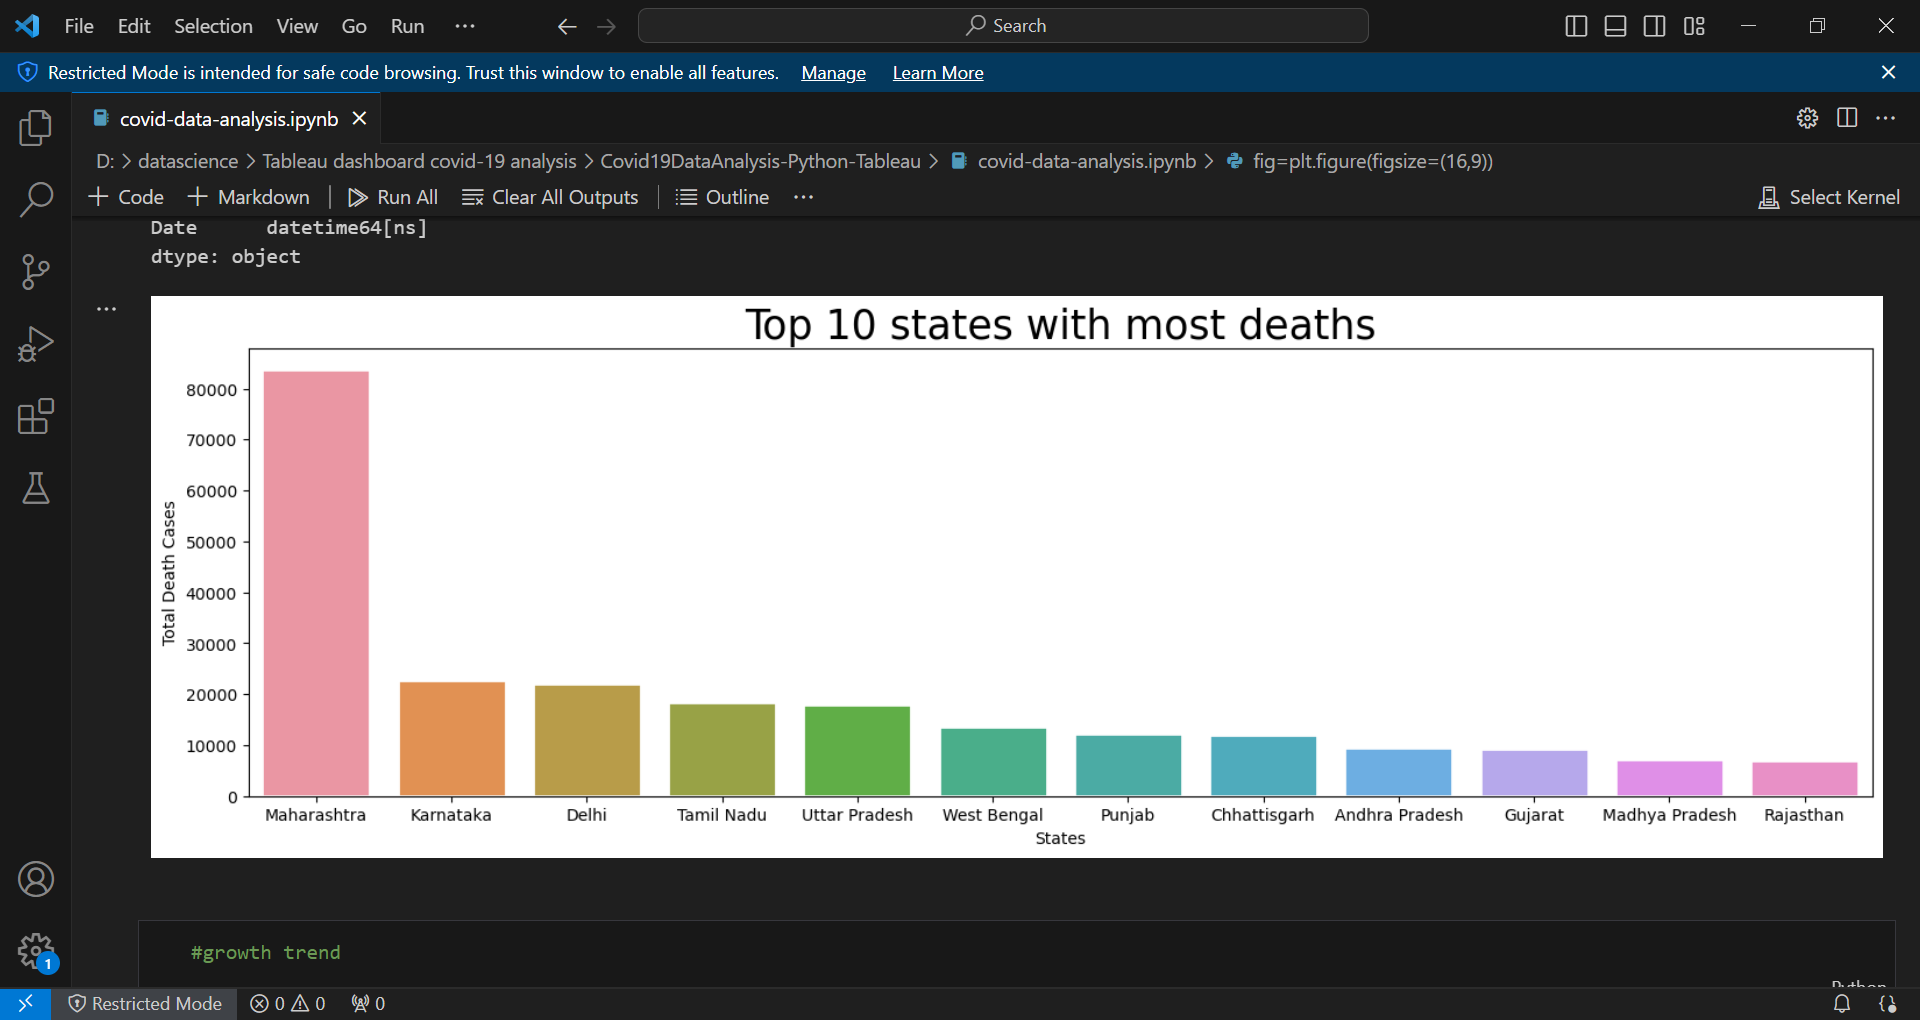 File Edit Selection View Go Run ··· Search
Restricted Mode is intended for safe code browsing. Trust this window to enable all features. Manage Learn More
covid-data-analysis.ipynb
D: > datascience > Tableau dashboard covid-19 analysis > Covid19DataAnalysis-Python-Tableau > covid-data-analysis.ipynb > fig=plt.figure(figsize=(16,9))
+ Code + Markdown | Run All Clear All Outputs | Outline ··· Select Kernel
Date datetime64[ns]
dtype: object
Top 10 states with most deaths
Total Death Cases
80000
70000
60000
50000
40000
30000
20000
10000
0
Maharashtra Karnataka Delhi Tamil Nadu Uttar Pradesh West Bengal Punjab Chhattisgarh Andhra Pradesh Gujarat Madhya Pradesh Rajasthan
States
#growth trend
Python
1
Restricted Mode 0 0 0